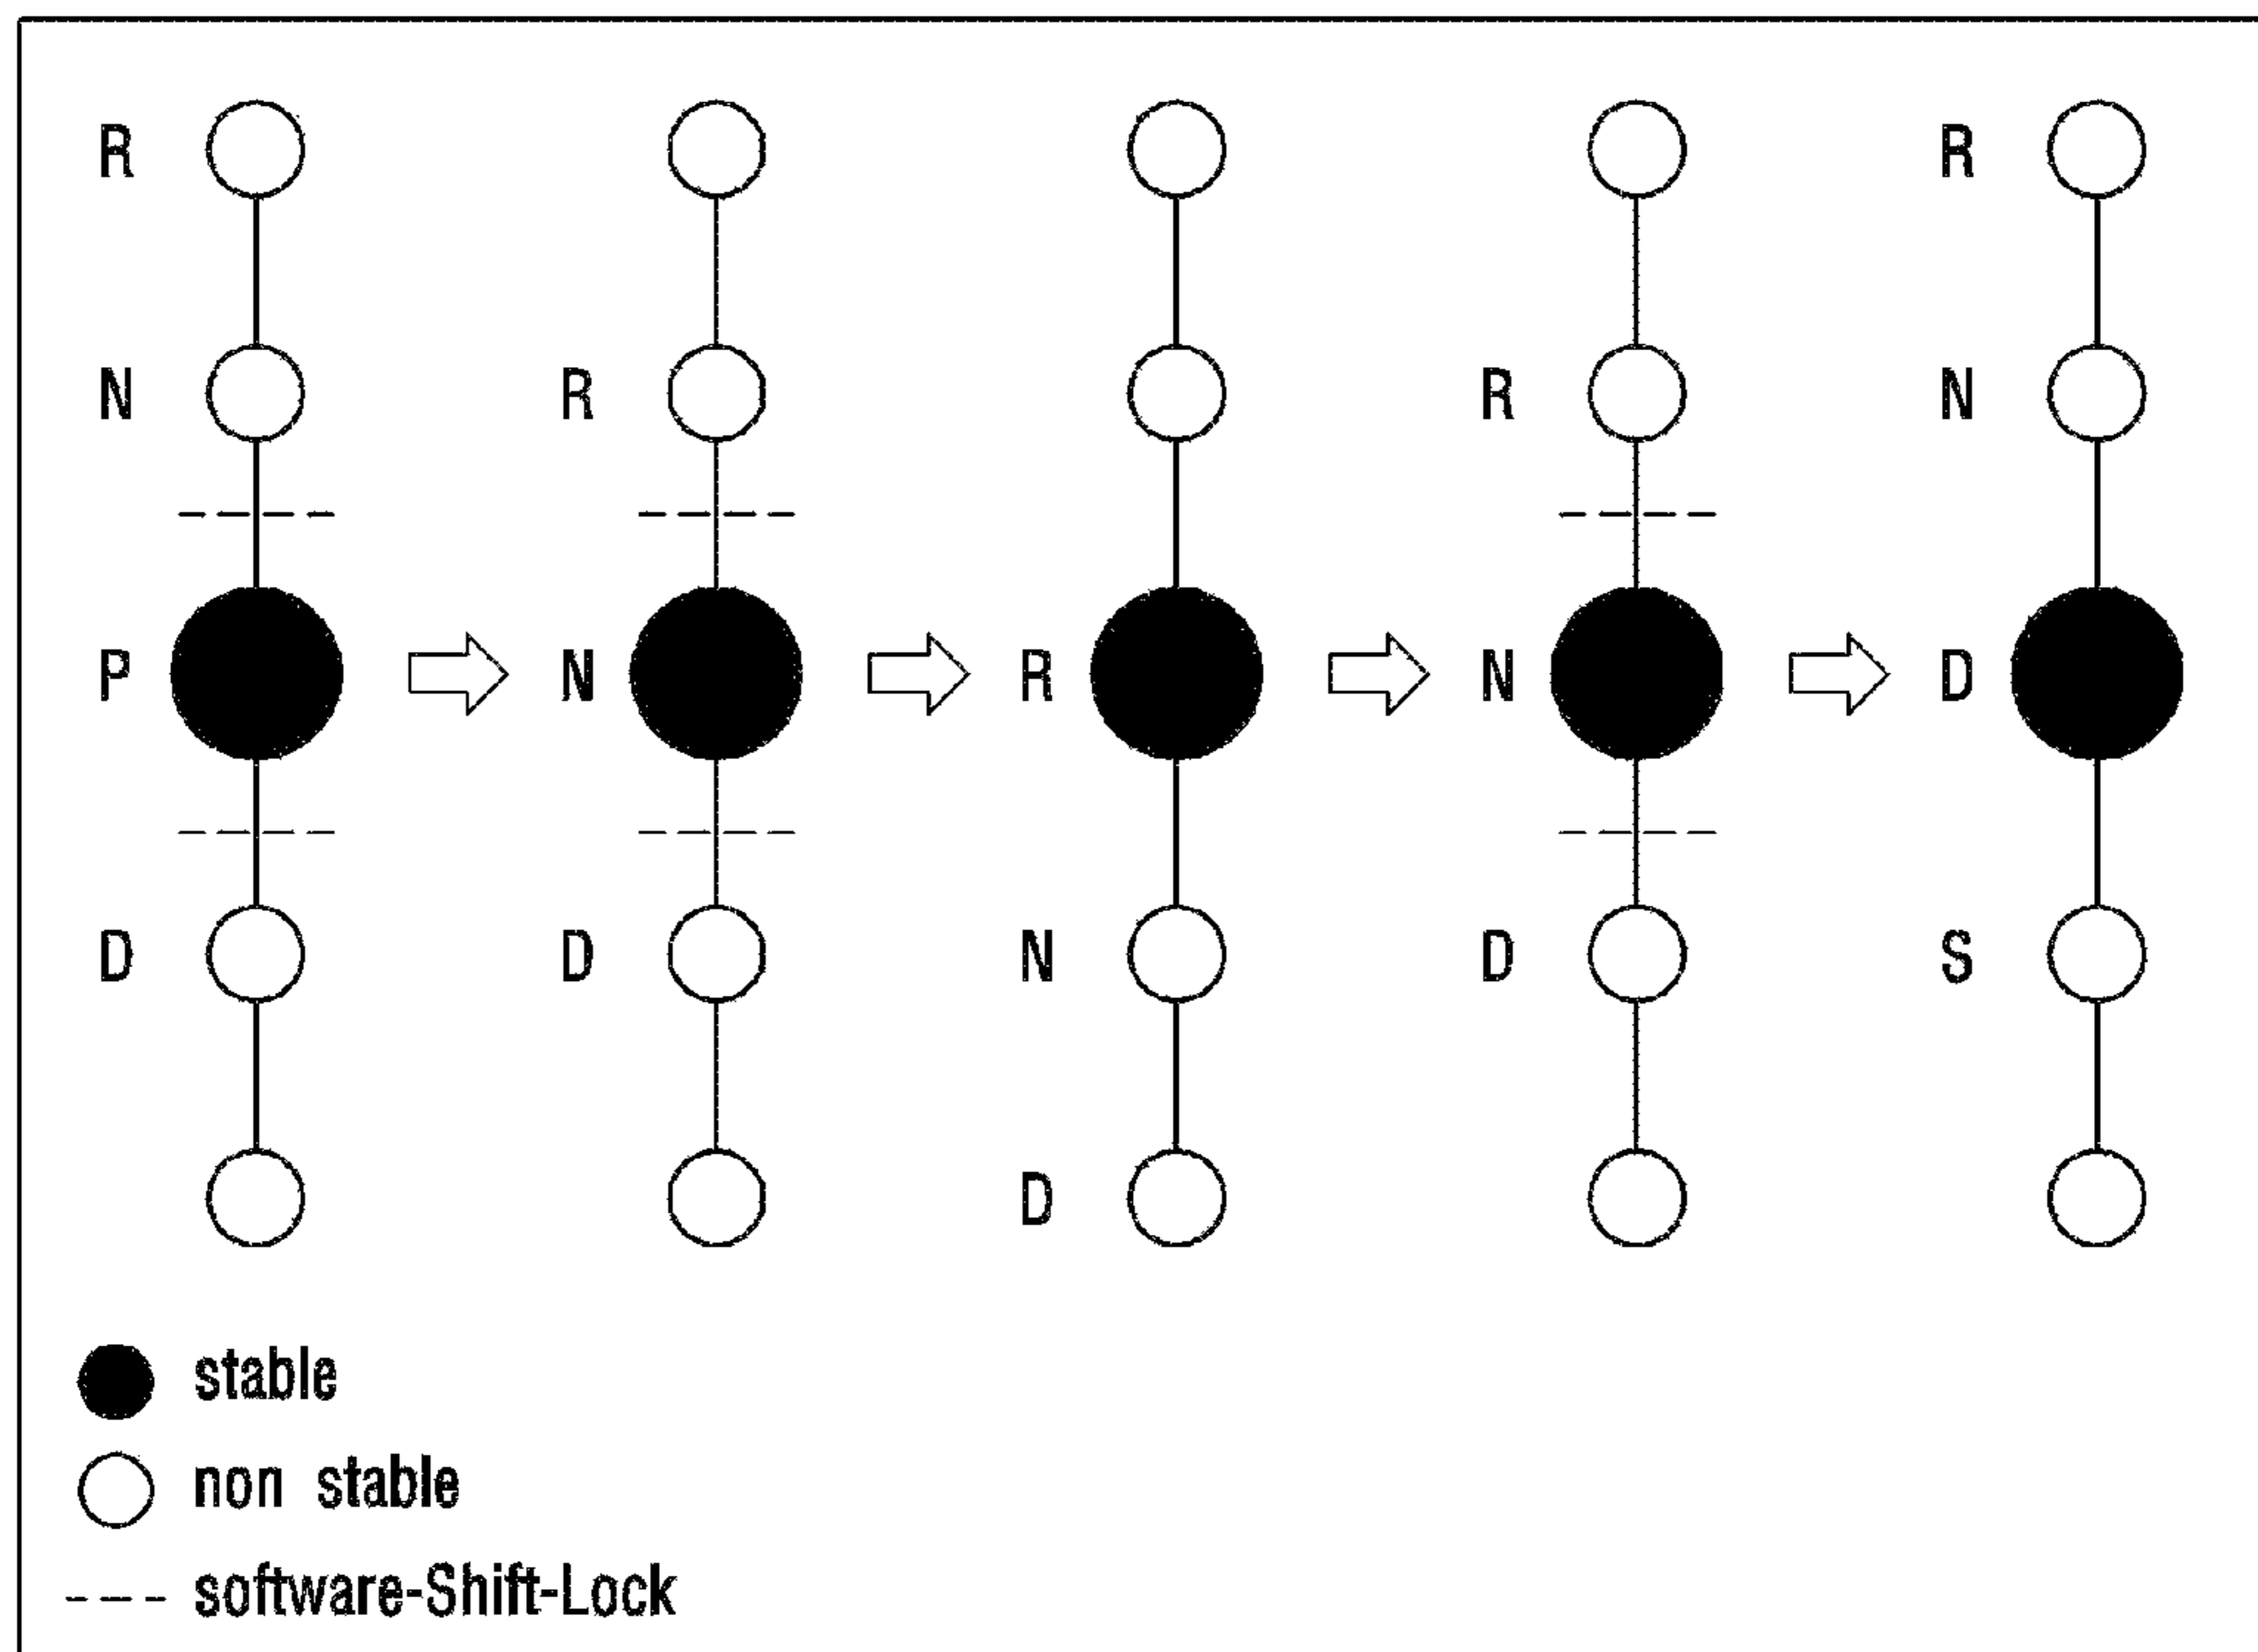 R R
N R R N
P N R N D
D D N D S
D
stable
non stable
software-Shift-Lock